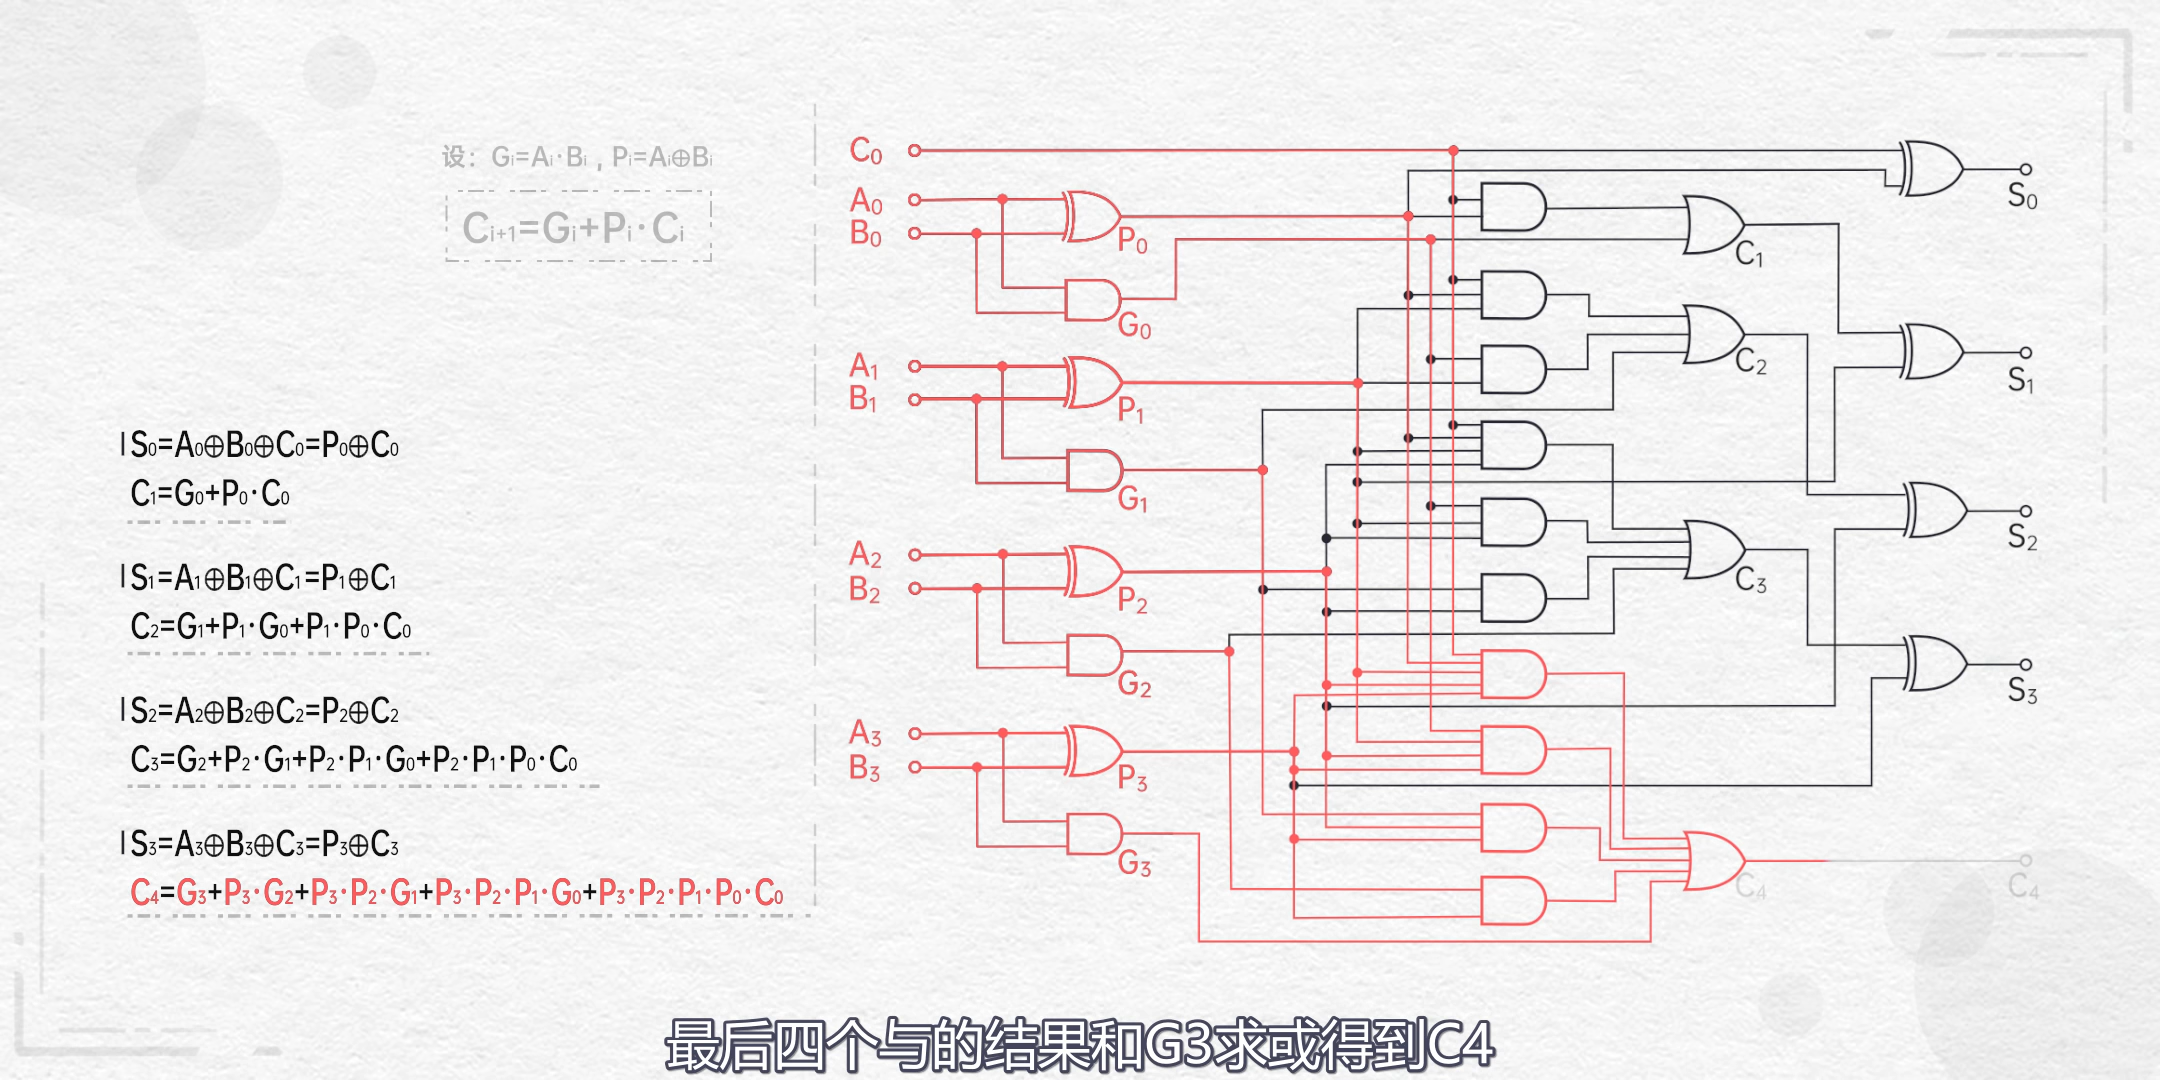 设：Gᵢ=Aᵢ·Bᵢ , Pᵢ=Aᵢ⊕Bᵢ
Cᵢ₊₁=Gᵢ+Pᵢ·Cᵢ
S₀=A₀⊕B₀⊕C₀=P₀⊕C₀
C₁=G₀+P₀·C₀
S₁=A₁⊕B₁⊕C₁=P₁⊕C₁
C₂=G₁+P₁·G₀+P₁·P₀·C₀
S₂=A₂⊕B₂⊕C₂=P₂⊕C₂
C₃=G₂+P₂·G₁+P₂·P₁·G₀+P₂·P₁·P₀·C₀
S₃=A₃⊕B₃⊕C₃=P₃⊕C₃
C₄=G₃+P₃·G₂+P₃·P₂·G₁+P₃·P₂·P₁·G₀+P₃·P₂·P₁·P₀·C₀
C₀
A₀
B₀
P₀
G₀
A₁
B₁
P₁
G₁
A₂
B₂
P₂
G₂
A₃
B₃
P₃
G₃
C₁
C₂
C₃
C₄
S₀
S₁
S₂
S₃
C₄
最后四个与的结果和G3求或得到C4